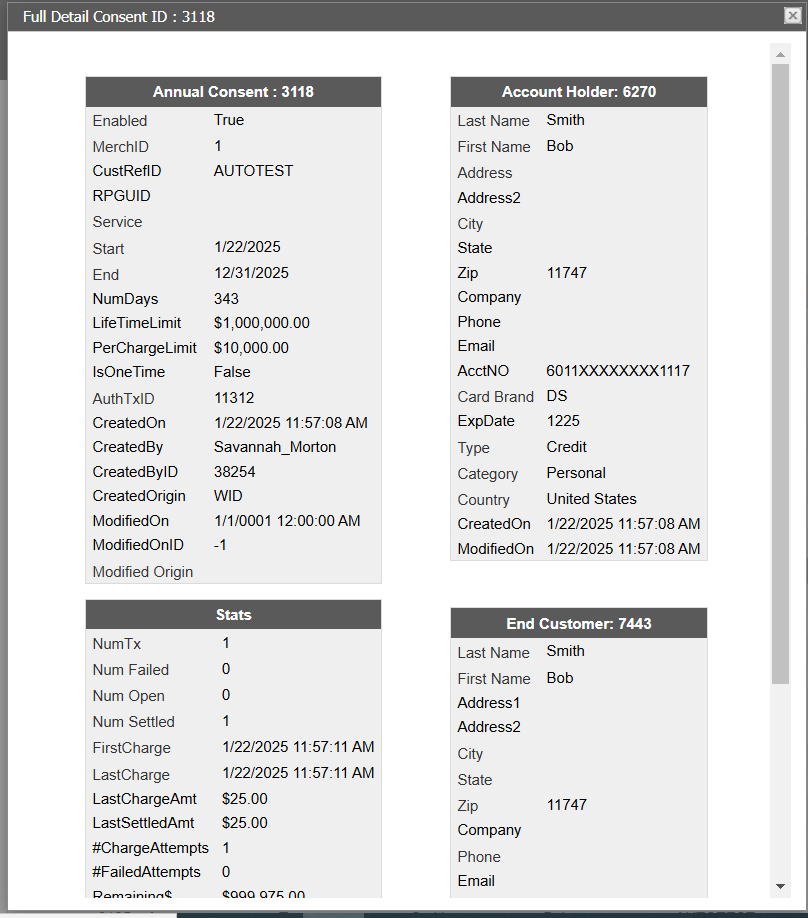 Full Detail Consent ID : 3118
Annual Consent : 3118
Enabled True
MerchID 1
CustRefID AUTOTEST
RPGUID
Service
Start 1/22/2025
End 12/31/2025
NumDays 343
LifeTimeLimit $1,000,000.00
PerChargeLimit $10,000.00
IsOneTime False
AuthTxID 11312
CreatedOn 1/22/2025 11:57:08 AM
CreatedBy Savannah_Morton
CreatedByID 38254
CreatedOrigin WID
ModifiedOn 1/1/0001 12:00:00 AM
ModifiedOnID -1
Modified Origin
Stats
NumTx 1
Num Failed 0
Num Open 0
Num Settled 1
FirstCharge 1/22/2025 11:57:11 AM
LastCharge 1/22/2025 11:57:11 AM
LastChargeAmt $25.00
LastSettledAmt $25.00
#ChargeAttempts 1
#FailedAttempts 0
Remaining$ $999,975.00
Account Holder: 6270
Last Name Smith
First Name Bob
Address
Address2
City
State
Zip 11747
Company
Phone
Email
AcctNO 6011XXXXXXXX1117
Card Brand DS
ExpDate 1225
Type Credit
Category Personal
Country United States
CreatedOn 1/22/2025 11:57:08 AM
ModifiedOn 1/22/2025 11:57:08 AM
End Customer: 7443
Last Name Smith
First Name Bob
Address1
Address2
City
State
Zip 11747
Company
Phone
Email